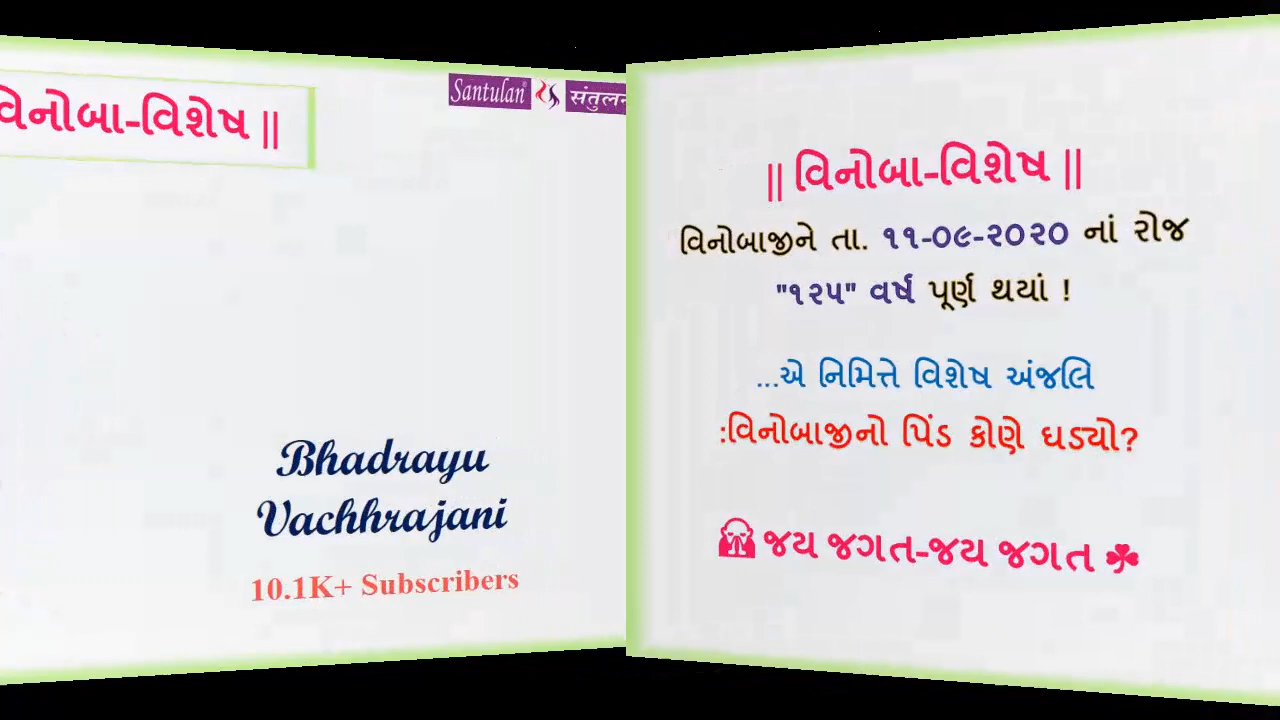 વિનોબા-વિશેષ ||
Santulan® સંતુલન
Bhadrayu
Vachhrajani
10.1K+ Subscribers
|| વિનોબા-વિશેષ ||
વિનોબાજીને તા. ૧૧-૦૯-૨૦૨૦ નાં રોજ
"૧૨૫" વર્ષ પૂર્ણ થયાં !
...એ નિમિત્તે વિશેષ અંજલિ
:વિનોબાજીનો પિંડ કોણે ઘડ્યો?
જય જગત-જય જગત